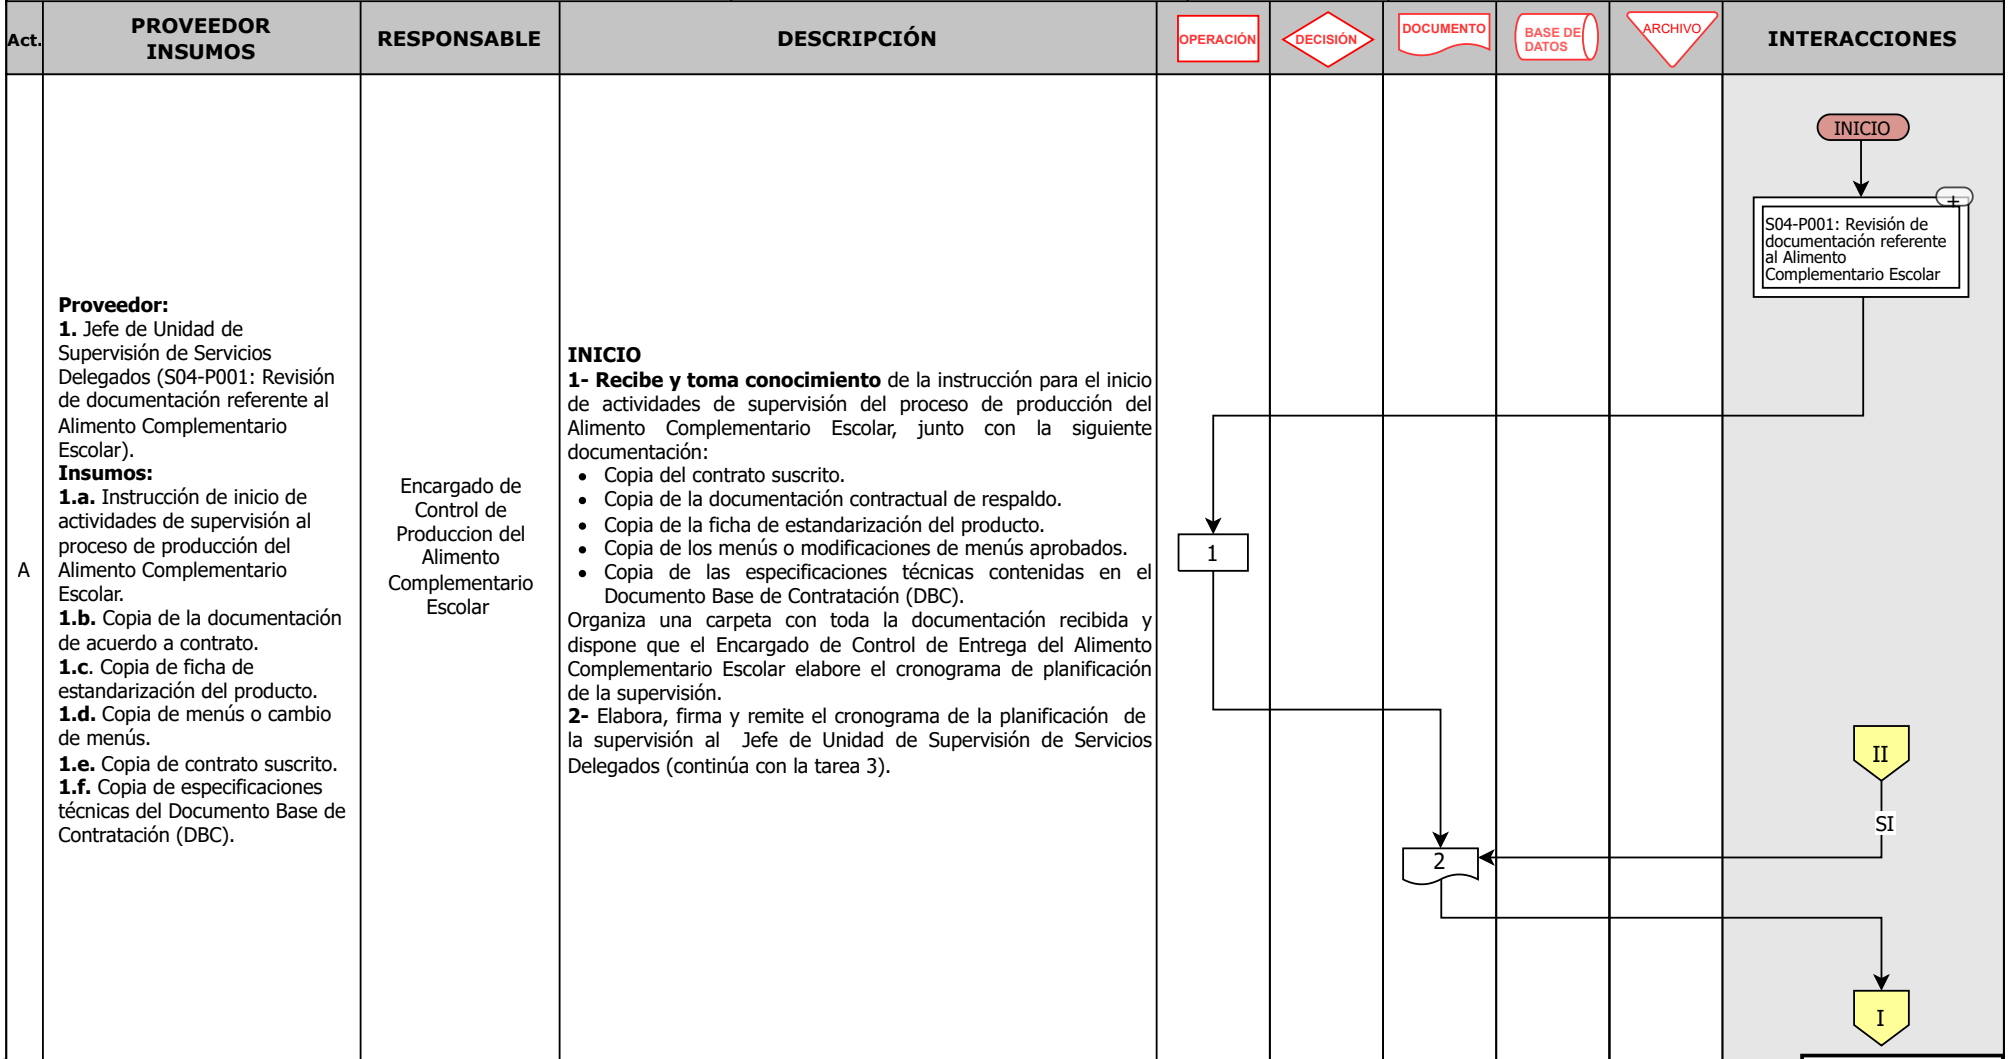 Act.
PROVEEDOR
INSUMOS
RESPONSABLE
DESCRIPCIÓN
OPERACIÓN
DECISIÓN
DOCUMENTO
BASE DE
DATOS
ARCHIVO
INTERACCIONES
A
Proveedor:
1. Jefe de Unidad de
Supervisión de Servicios
Delegados (S04-P001: Revisión
de documentación referente al
Alimento Complementario
Escolar).
Insumos:
1.a. Instrucción de inicio de
actividades de supervisión al
proceso de producción del
Alimento Complementario
Escolar.
1.b. Copia de la documentación
de acuerdo a contrato.
1.c. Copia de ficha de
estandarización del producto.
1.d. Copia de menús o cambio
de menús.
1.e. Copia de contrato suscrito.
1.f. Copia de especificaciones
técnicas del Documento Base de
Contratación (DBC).
Encargado de
Control de
Produccion del
Alimento
Complementario
Escolar
INICIO
1- Recibe y toma conocimiento de la instrucción para el inicio
de actividades de supervisión del proceso de producción del
Alimento Complementario Escolar, junto con la siguiente
documentación:
• Copia del contrato suscrito.
• Copia de la documentación contractual de respaldo.
• Copia de la ficha de estandarización del producto.
• Copia de los menús o modificaciones de menús aprobados.
• Copia de las especificaciones técnicas contenidas en el
Documento Base de Contratación (DBC).
Organiza una carpeta con toda la documentación recibida y
dispone que el Encargado de Control de Entrega del Alimento
Complementario Escolar elabore el cronograma de planificación
de la supervisión.
2- Elabora, firma y remite el cronograma de la planificación de
la supervisión al Jefe de Unidad de Supervisión de Servicios
Delegados (continúa con la tarea 3).
INICIO
+
S04-P001: Revisión de
documentación referente
al Alimento
Complementario Escolar
1
II
SI
2
I